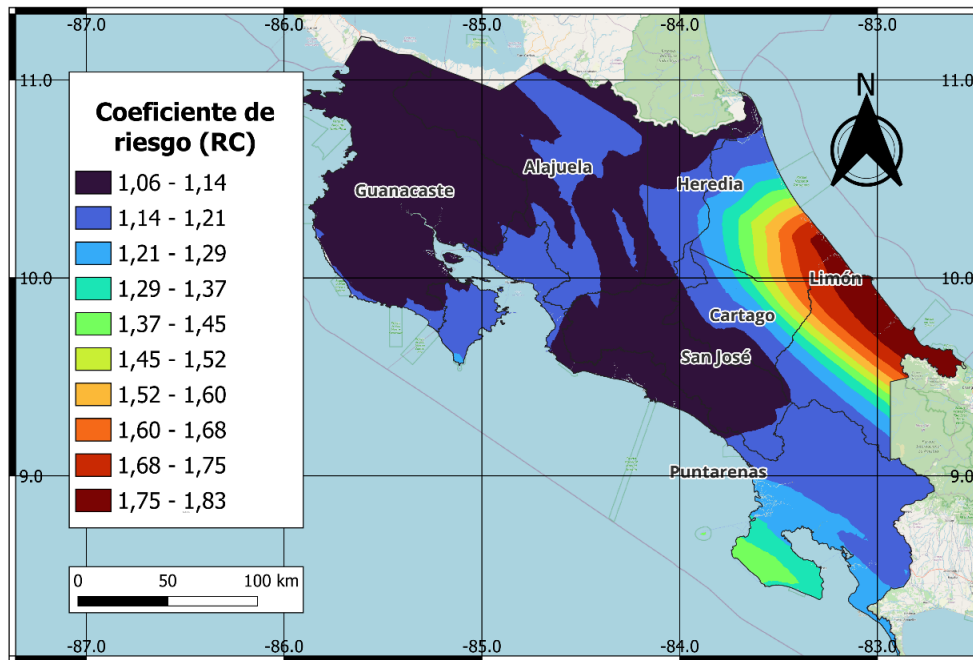 -87.0 -86.0 -85.0 -84.0 -83.0
11.0 11.0
N
Coeficiente de
riesgo (RC)
1,06 - 1,14
1,14 - 1,21
1,21 - 1,29
1,29 - 1,37
1,37 - 1,45
1,45 - 1,52
1,52 - 1,60
1,60 - 1,68
1,68 - 1,75
1,75 - 1,83
Alajuela
Heredia
Guanacaste
10.0 10.0
Limón
Cartago
San José
Puntarenas
9.0 9.0
0 50 100 km
-87.0 -86.0 -85.0 -84.0 -83.0